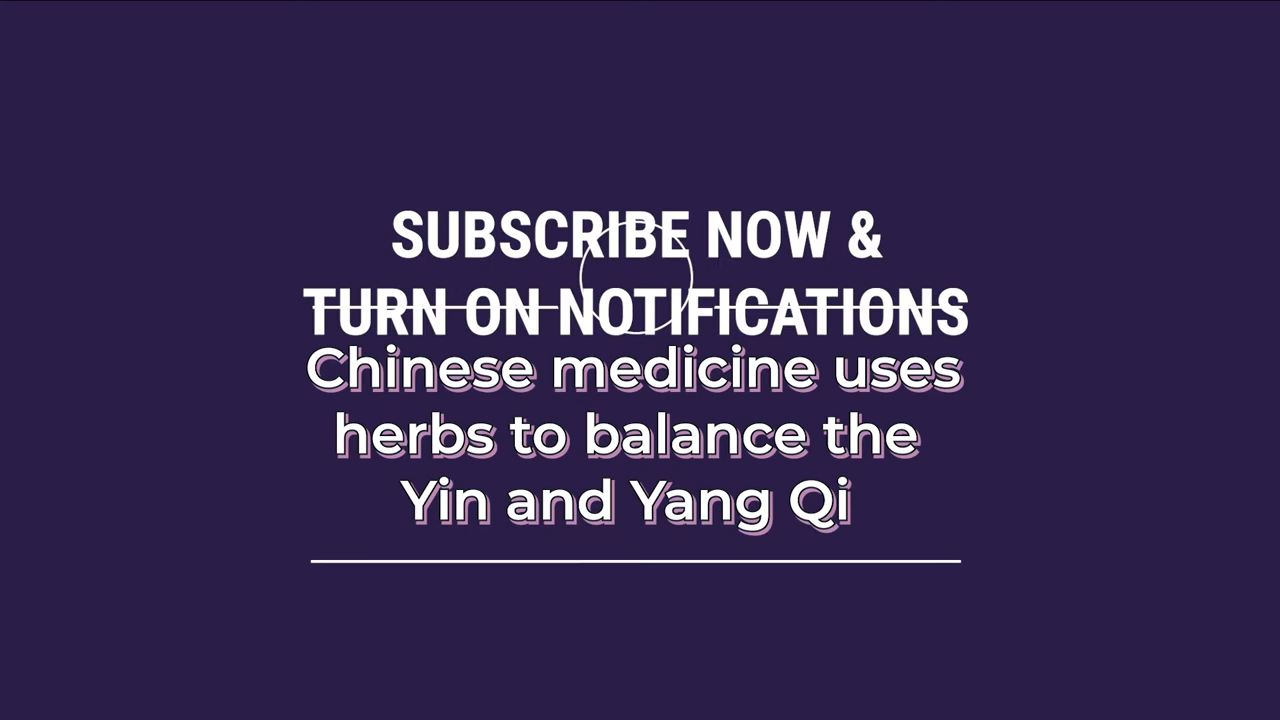 SUBSCRIBE NOW &
TURN ON NOTIFICATIONS
Chinese medicine uses
herbs to balance the
Yin and Yang Qi